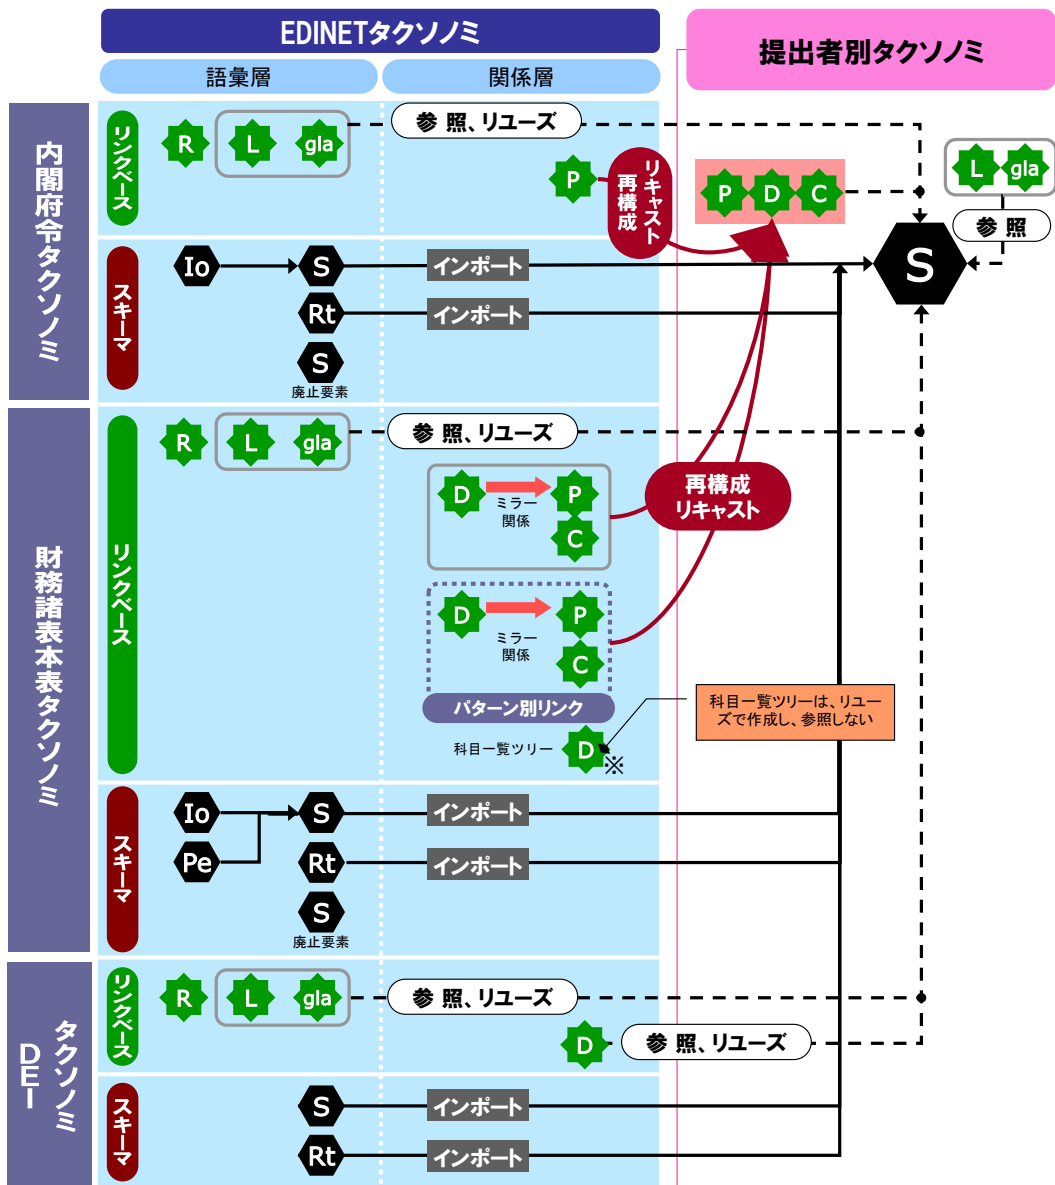 EDINETタクソノミ
提出者別タクソノミ
語彙層
関係層
内閣府令タクソノミ
リンクベース
R
L
gla
参 照、リユーズ
P
リキャスト
再構成
P
D
C
L
gla
参 照
S
スキーマ
Io
S
インポート
Rt
インポート
S
廃止要素
財務諸表本表タクソノミ
リンクベース
R
L
gla
参 照、リユーズ
D
ミラー
関係
P
C
再構成
リキャスト
D
ミラー
関係
P
C
パターン別リンク
科目一覧ツリー
D
※
科目一覧ツリーは、リユー
ズで作成し、参照しない
スキーマ
Io
S
インポート
Pe
Rt
インポート
S
廃止要素
DEI
タクソノミ
リンクベース
R
L
gla
参 照、リユーズ
D
参 照、リユーズ
スキーマ
S
インポート
Rt
インポート